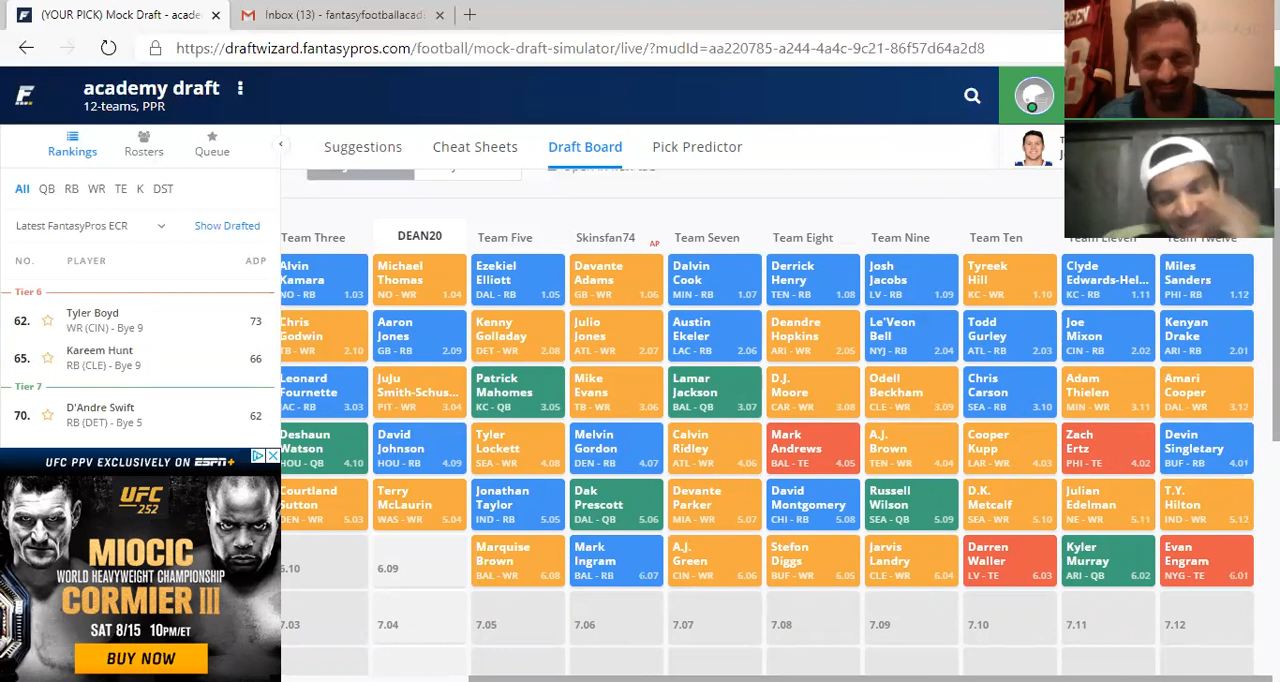 (YOUR PICK) Mock Draft - acade
Inbox (13) - fantasyfootballacad
https://draftwizard.fantasypros.com/football/mock-draft-simulator/live/?mudId=aa220785-a244-4a4c-9c21-86f57d64a2d8
F
academy draft
12-teams, PPR
Rankings Rosters Queue
Suggestions Cheat Sheets Draft Board Pick Predictor
All QB RB WR TE K DST
Latest FantasyPros ECR Show Drafted
NO. PLAYER ADP
Tier 6
62. Tyler Boyd 73
WR (CIN) - Bye 9
65. Kareem Hunt 66
RB (CLE) - Bye 9
Tier 7
70. D'Andre Swift 62
RB (DET) - Bye 5
UFC PPV EXCLUSIVELY ON ESPN+
UFC
252
MIOCIC
WORLD HEAVYWEIGHT CHAMPIONSHIP
CORMIER III
SAT 8/15 10PM/ET
BUY NOW
Team Three DEAN20 Team Five Skinsfan74 AP Team Seven Team Eight Team Nine Team Ten Team Eleven Team Twelve
Alvin Michael Ezekiel Davante Dalvin Derrick Josh Tyreek Clyde Miles
Kamara Thomas Elliott Adams Cook Henry Jacobs Hill Edwards-Hel... Sanders
NO - RB 1.03 NO - WR 1.04 DAL - RB 1.05 GB - WR 1.06 MIN - RB 1.07 TEN - RB 1.08 LV - RB 1.09 KC - WR 1.10 KC - RB 1.11 PHI - RB 1.12
Chris Aaron Kenny Julio Austin Deandre Le'Veon Todd Joe Kenyan
Godwin Jones Golladay Jones Ekeler Hopkins Bell Gurley Mixon Drake
TB - WR 2.10 GB - RB 2.09 DET - WR 2.08 ATL - WR 2.07 LAC - RB 2.06 ARI - WR 2.05 NYJ - RB 2.04 ATL - RB 2.03 CIN - RB 2.02 ARI - RB 2.01
Leonard JuJu Patrick Mike Lamar D.J. Odell Chris Adam Amari
Fournette Smith-Schus... Mahomes Evans Jackson Moore Beckham Carson Thielen Cooper
AC - RB 3.03 PIT - WR 3.04 KC - QB 3.05 TB - WR 3.06 BAL - QB 3.07 CAR - WR 3.08 CLE - WR 3.09 SEA - RB 3.10 MIN - WR 3.11 DAL - WR 3.12
Deshaun David Tyler Melvin Calvin Mark A.J. Cooper Zach Devin
Watson Johnson Lockett Gordon Ridley Andrews Brown Kupp Ertz Singletary
HOU - QB 4.10 HOU - RB 4.09 SEA - WR 4.08 DEN - RB 4.07 ATL - WR 4.06 BAL - TE 4.05 TEN - WR 4.04 LAR - WR 4.03 PHI - TE 4.02 BUF - RB 4.01
Courtland Terry Jonathan Dak Devante David Russell D.K. Julian T.Y.
Sutton McLaurin Taylor Prescott Parker Montgomery Wilson Metcalf Edelman Hilton
DEN - WR 5.03 WAS - WR 5.04 IND - RB 5.05 DAL - QB 5.06 MIA - WR 5.07 CHI - RB 5.08 SEA - QB 5.09 SEA - WR 5.10 NE - WR 5.11 IND - WR 5.12
Marquise Mark A.J. Stefon Jarvis Darren Kyler Evan
Brown Ingram Green Diggs Landry Waller Murray Engram
6.10 6.09 BAL - WR 6.08 BAL - RB 6.07 CIN - WR 6.06 BUF - WR 6.05 CLE - WR 6.04 LV - TE 6.03 ARI - QB 6.02 NYG - TE 6.01
7.03 7.04 7.05 7.06 7.07 7.08 7.09 7.10 7.11 7.12